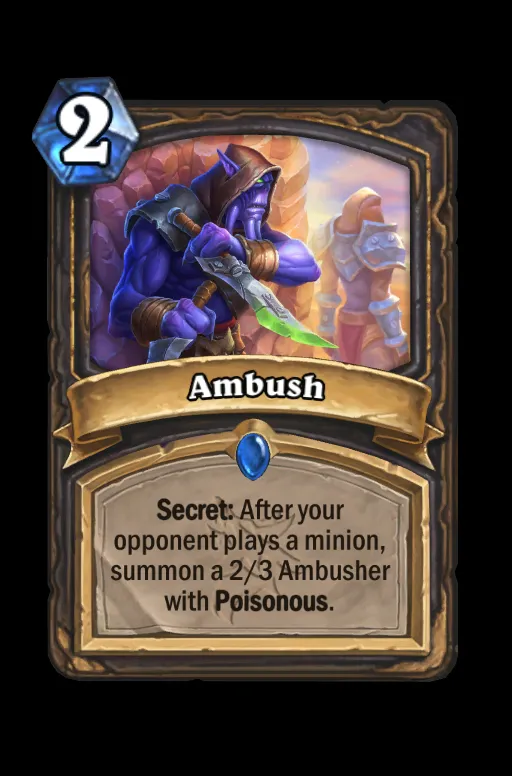 2
Ambush
Secret: After your
opponent plays a minion,
summon a 2/3 Ambusher
with Poisonous.